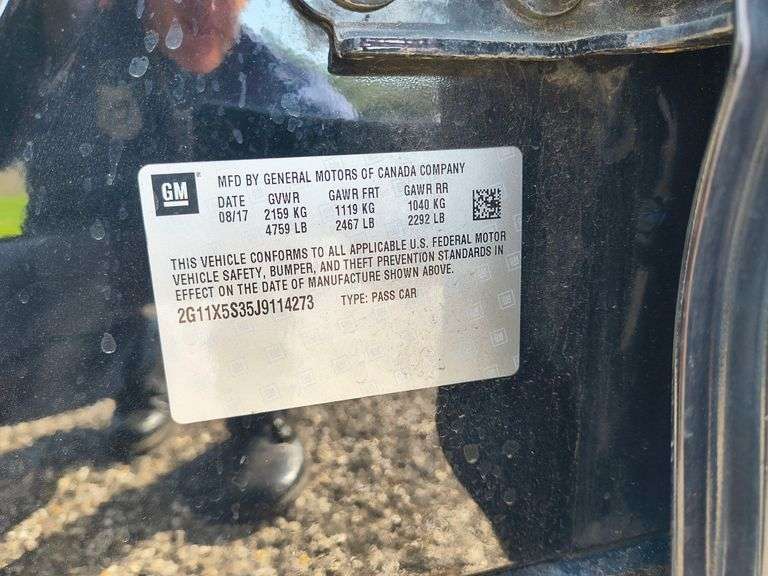 GM
MFD BY GENERAL MOTORS OF CANADA COMPANY
DATE GVWR GAWR FRT GAWR RR
08/17 2159 KG 1119 KG 1040 KG
4759 LB 2467 LB 2292 LB
THIS VEHICLE CONFORMS TO ALL APPLICABLE U.S. FEDERAL MOTOR
VEHICLE SAFETY, BUMPER, AND THEFT PREVENTION STANDARDS IN
EFFECT ON THE DATE OF MANUFACTURE SHOWN ABOVE.
2G11X5S35J9114273 TYPE: PASS CAR